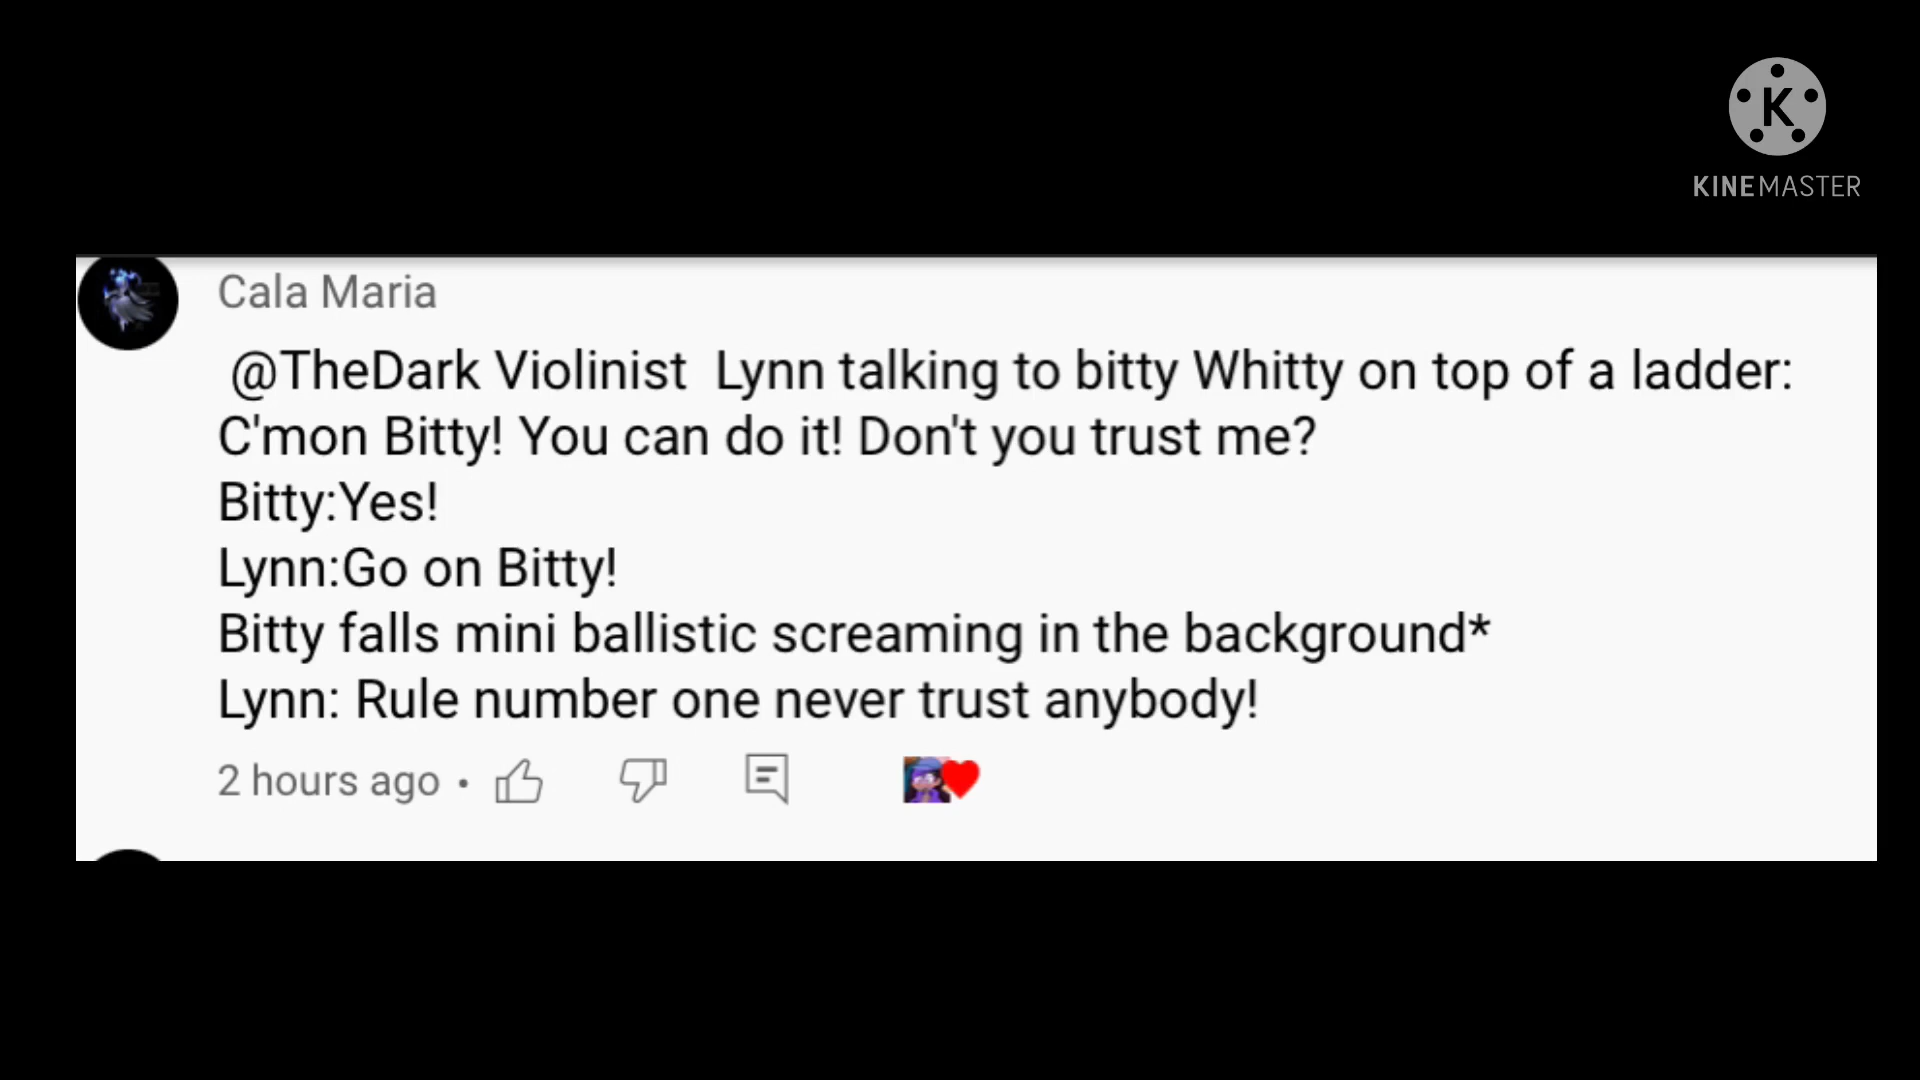 K
KINEMASTER
Cala Maria
@TheDark Violinist  Lynn talking to bitty Whitty on top of a ladder:
C'mon Bitty! You can do it! Don't you trust me?
Bitty:Yes!
Lynn:Go on Bitty!
Bitty falls mini ballistic screaming in the background*
Lynn: Rule number one never trust anybody!
2 hours ago •